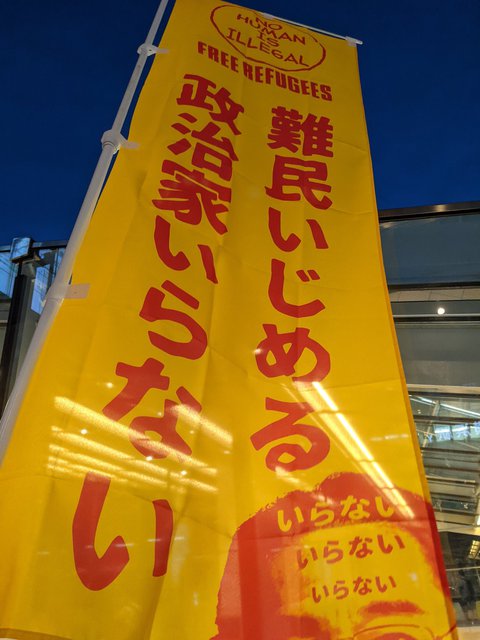 NO
HUMAN
IS
ILLEGAL
FREE REFUGEES
難民いじめる
政治家いらない
いらない
いらない
いらない